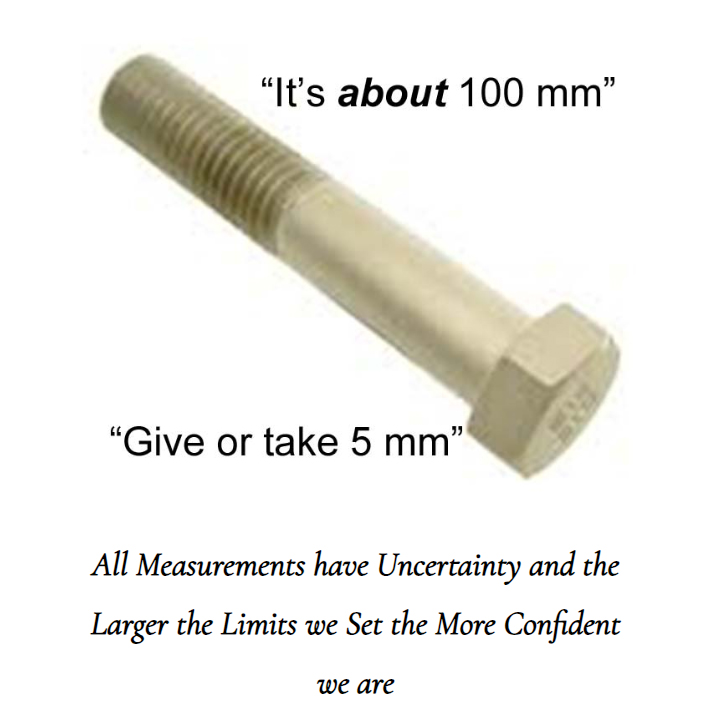 “It’s about 100 mm”
“Give or take 5 mm”
All Measurements have Uncertainty and the
Larger the Limits we Set the More Confident
we are